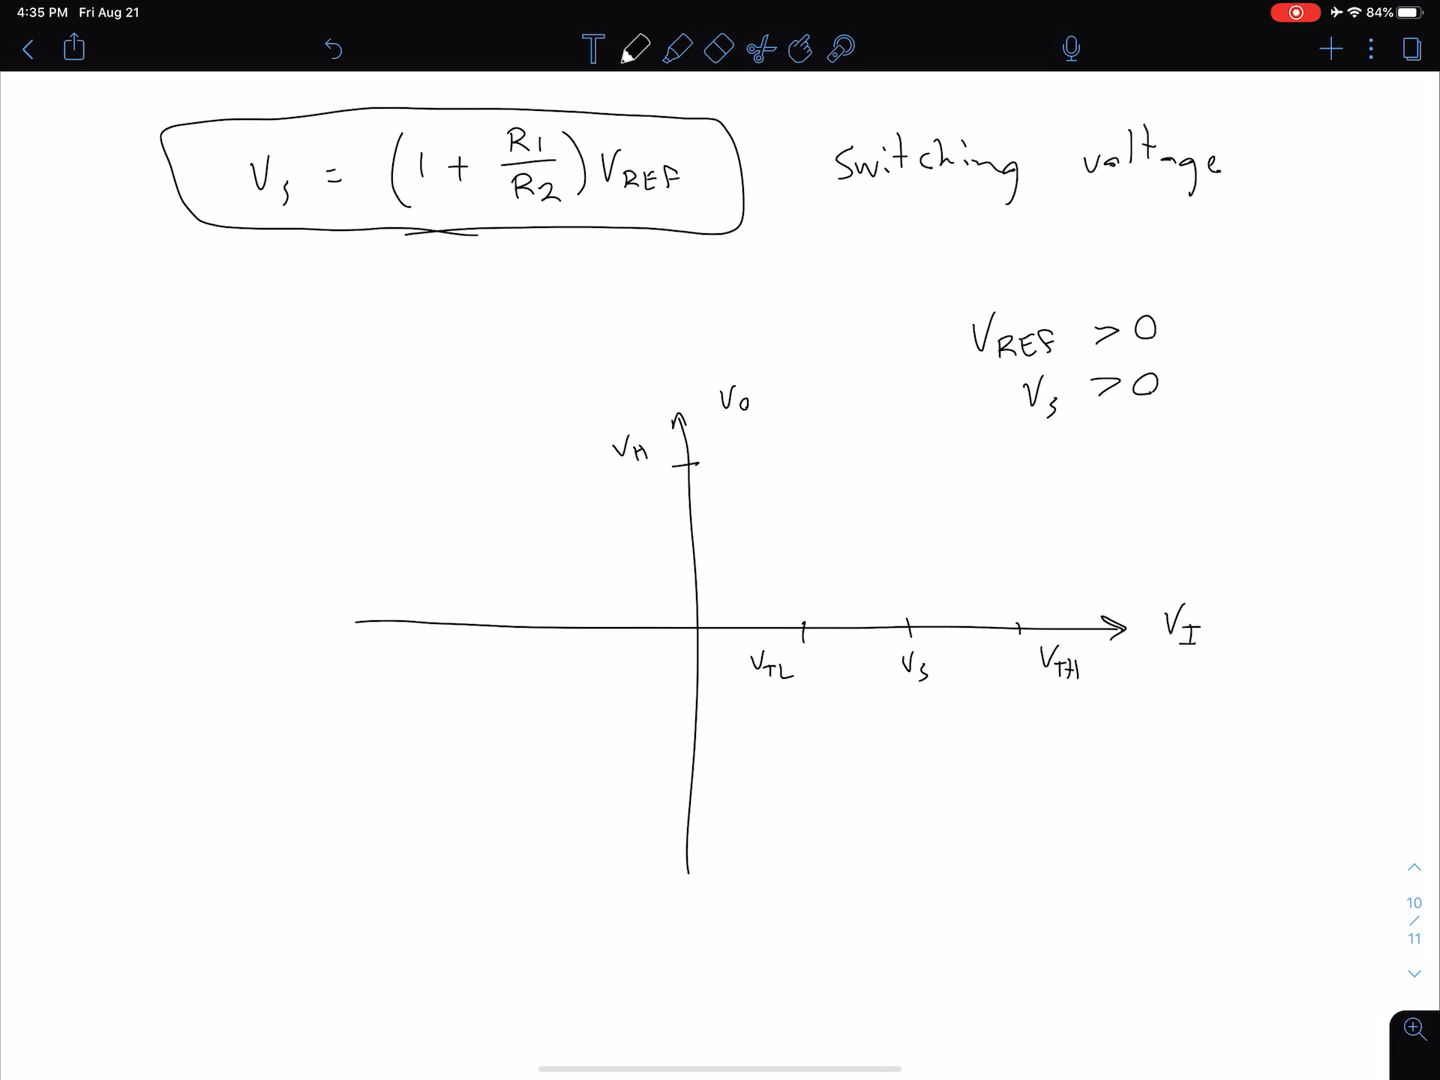 4:35 PM Fri Aug 21
84%
T
V_S = (1 + R1/R2) V_REF switching voltage
V_REF > 0
V_S > 0
V_O
V_H
V_I
V_TL V_S V_TH
10
/
11